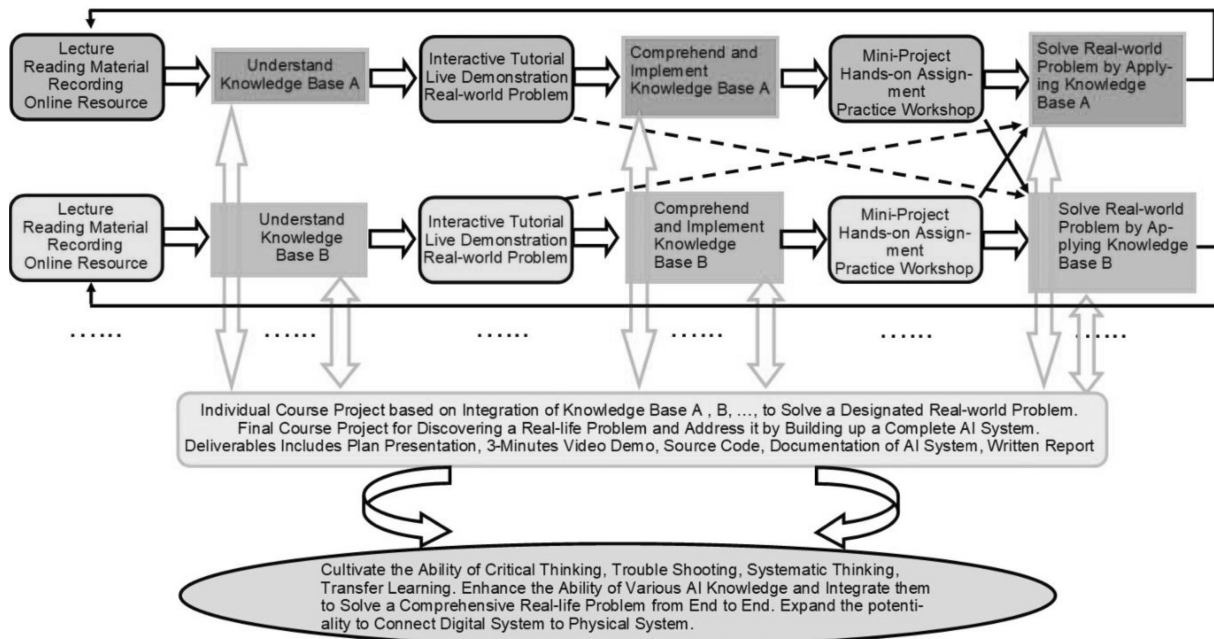 Lecture
Reading Material
Recording
Online Resource
Understand
Knowledge Base A
Interactive Tutorial
Live Demonstration
Real-world Problem
Comprehend and
Implement
Knowledge Base A
Mini-Project
Hands-on Assign-
ment
Practice Workshop
Solve Real-world
Problem by Apply-
ing Knowledge
Base A
Lecture
Reading Material
Recording
Online Resource
Understand
Knowledge
Base B
Interactive Tutorial
Live Demonstration
Real-world Problem
Comprehend
and Implement
Knowledge
Base B
Mini-Project
Hands-on Assign-
ment
Practice Workshop
Solve Real-world
Problem by Ap-
plying Knowledge
Base B
...... ...... ...... ...... ...... ......
Individual Course Project based on Integration of Knowledge Base A , B, ..., to Solve a Designated Real-world Problem.
Final Course Project for Discovering a Real-life Problem and Address it by Building up a Complete AI System.
Deliverables Includes Plan Presentation, 3-Minutes Video Demo, Source Code, Documentation of AI System, Written Report
Cultivate the Ability of Critical Thinking, Trouble Shooting, Systematic Thinking,
Transfer Learning. Enhance the Ability of Various AI Knowledge and Integrate them
to Solve a Comprehensive Real-life Problem from End to End. Expand the potenti-
ality to Connect Digital System to Physical System.